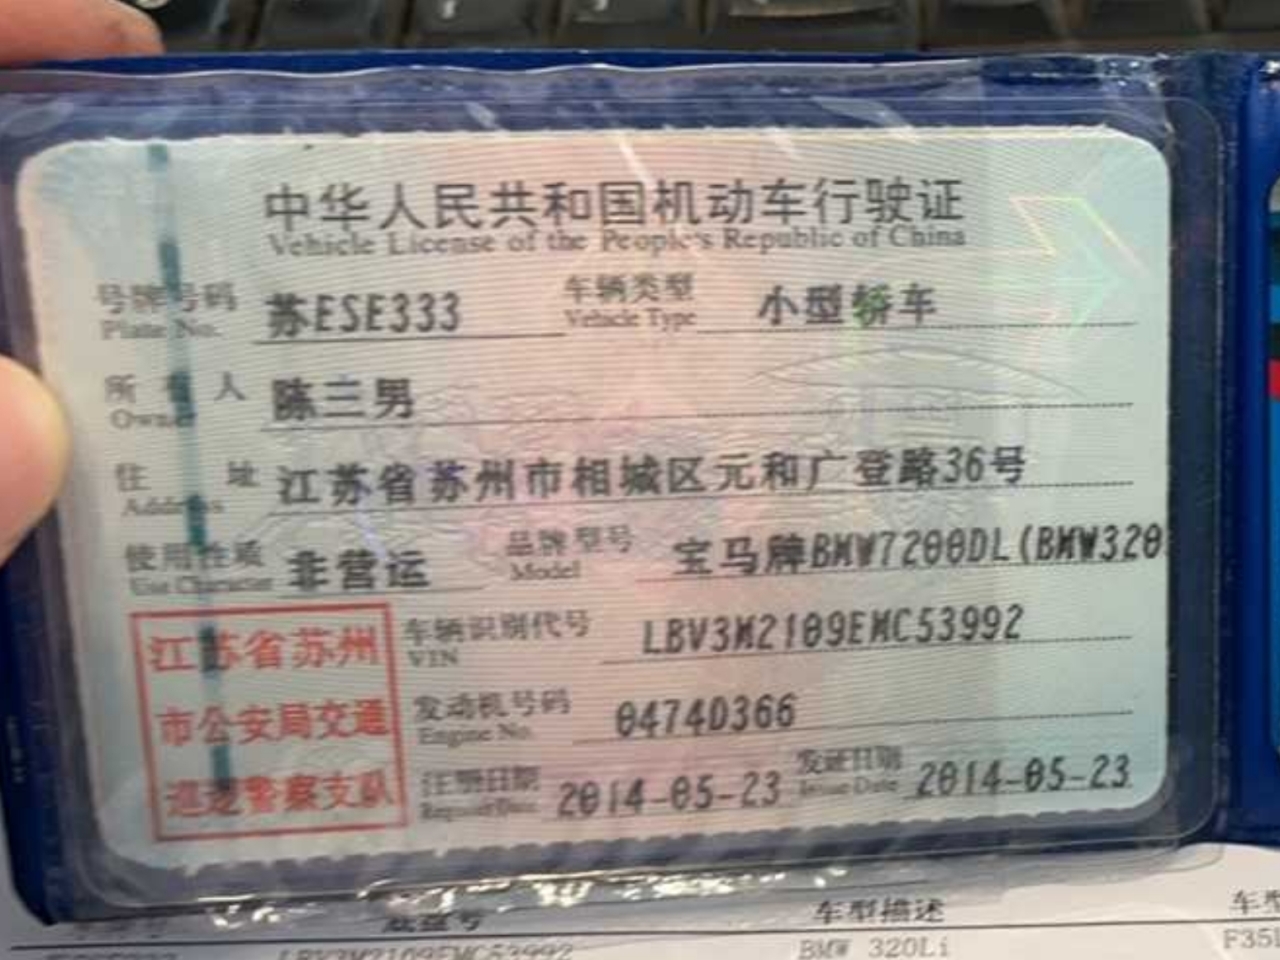 中华人民共和国机动车行驶证
Vehicle License of the People's Republic of China
号牌号码 苏ESE333 车辆类型 小型轿车
Plate No. Vehicle Type
所有人 陈三男
Owner
住址 江苏省苏州市相城区元和广登路36号
Address
使用性质 非营运 品牌型号 宝马牌BMW7200DL(BMW320
Use Character Model
江苏省苏州
市公安局交通
巡逻警察支队
车辆识别代号 LBV3M2109EMC53992
VIN
发动机号码 0474D366
Engine No.
注册日期 2014-05-23 发证日期 2014-05-23
Register Date Issue Date
底盘号 车型描述 车型
LBV3M2109EMC53992 BMW 320Li F35L